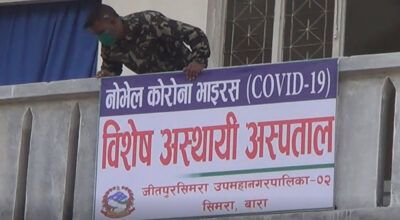 नोभेल कोरोना भाइरस (COVID-19)
विशेष अस्थायी अस्पताल
जीतपुरसिमरा उपमहानगरपालिका-०२
सिमरा, बारा